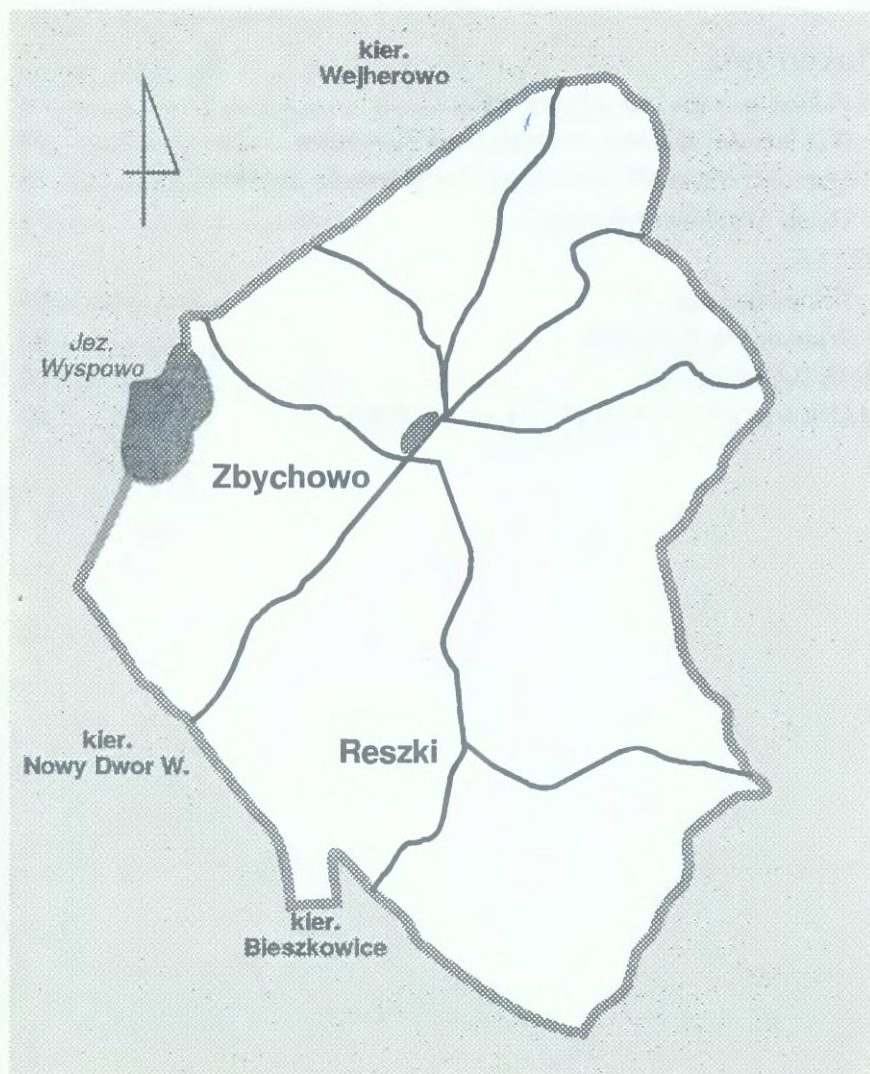 kier.
Wejherowo
Jez.
Wyspowo
Zbychowo
kier.
Nowy Dwor W.
Reszki
kier.
Bieszkowice